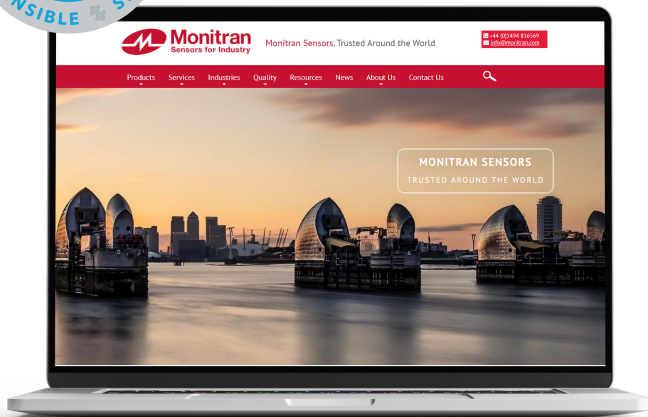 NSIBLE
S
Monitran
Sensors for Industry
Monitran Sensors, Trusted Around the World
+44 (0)1494 816569
info@monitran.com
Products Services Industries Quality Resources News About Us Contact Us
MONITRAN SENSORS
TRUSTED AROUND THE WORLD